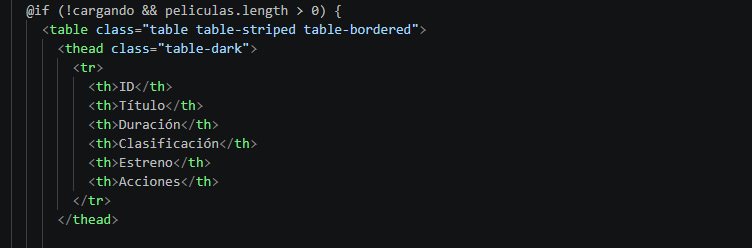 @if (!cargando && peliculas.length > 0) {
<table class="table table-striped table-bordered">
<thead class="table-dark">
<tr>
<th>ID</th>
<th>Título</th>
<th>Duración</th>
<th>Clasificación</th>
<th>Estreno</th>
<th>Acciones</th>
</tr>
</thead>